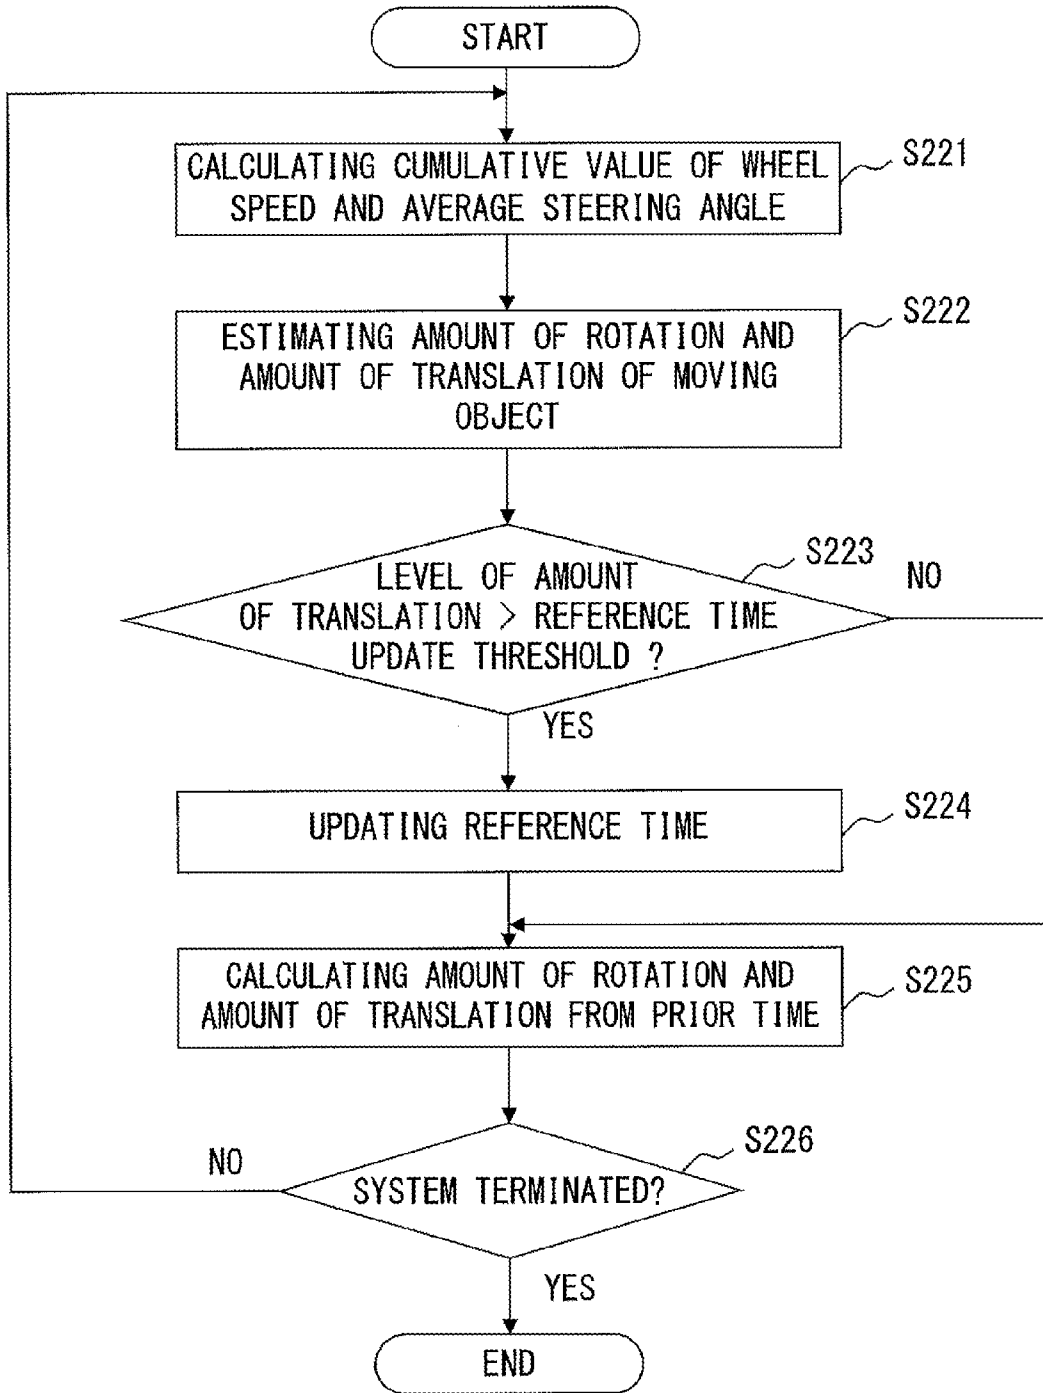 START
CALCULATING CUMULATIVE VALUE OF WHEEL
SPEED AND AVERAGE STEERING ANGLE
S221
ESTIMATING AMOUNT OF ROTATION AND
AMOUNT OF TRANSLATION OF MOVING
OBJECT
S222
LEVEL OF AMOUNT
OF TRANSLATION > REFERENCE TIME
UPDATE THRESHOLD ?
S223
NO
YES
UPDATING REFERENCE TIME
S224
CALCULATING AMOUNT OF ROTATION AND
AMOUNT OF TRANSLATION FROM PRIOR TIME
S225
SYSTEM TERMINATED?
S226
NO
YES
END